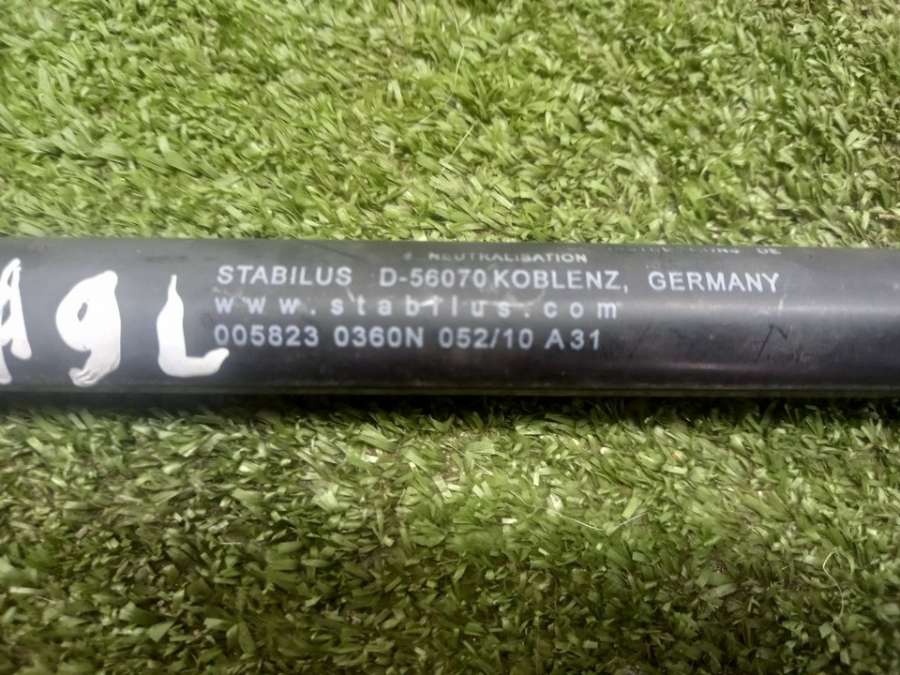 NEUTRALISATION
STABILUS D-56070 KOBLENZ, GERMANY
www.stabilus.com
005823 0360N 052/10 A31
A9L